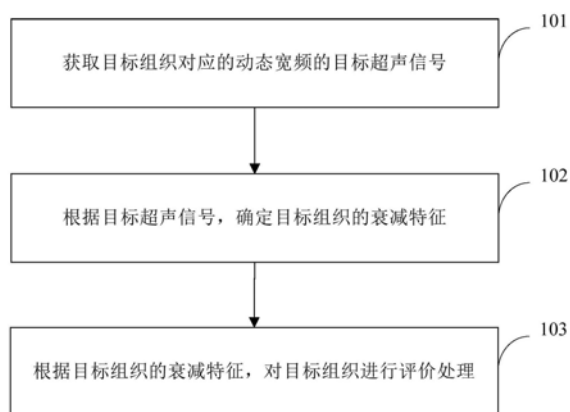 101
获取目标组织对应的动态宽频的目标超声信号
102
根据目标超声信号，确定目标组织的衰减特征
103
根据目标组织的衰减特征，对目标组织进行评价处理